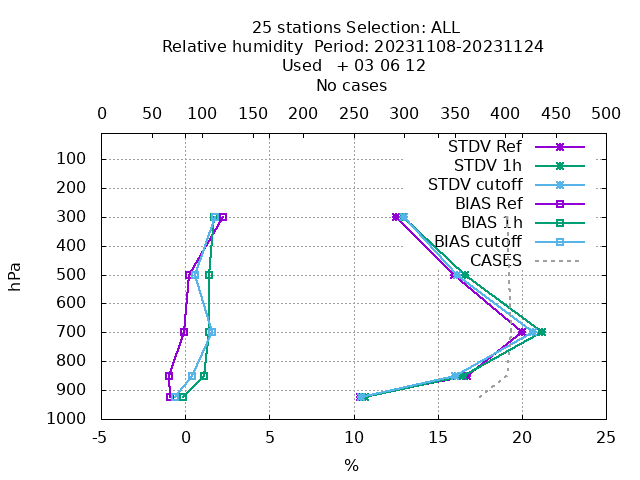 25 stations Selection: ALL
Relative humidity  Period: 20231108-20231124
Used   + 03 06 12
No cases
0 50 100 150 200 250 300 350 400 450 500
STDV Ref
STDV 1h
STDV cutoff
BIAS Ref
BIAS 1h
BIAS cutoff
CASES
100
200
300
400
500
600
700
800
900
1000
hPa
-5 0 5 10 15 20 25
%